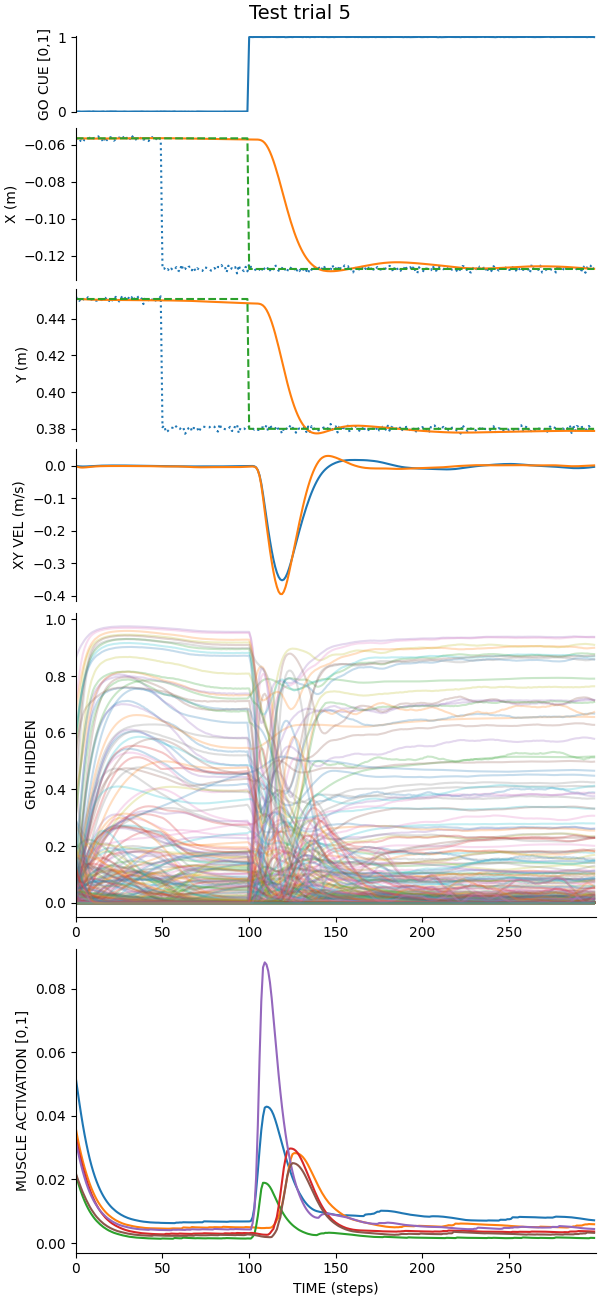 Test trial 5
GO CUE [0,1]
1
0
X (m)
−0.06
−0.08
−0.10
−0.12
Y (m)
0.44
0.42
0.40
0.38
XY VEL (m/s)
0.0
−0.1
−0.2
−0.3
−0.4
GRU HIDDEN
1.0
0.8
0.6
0.4
0.2
0.0
0 50 100 150 200 250
MUSCLE ACTIVATION [0,1]
0.08
0.06
0.04
0.02
0.00
0 50 100 150 200 250
TIME (steps)